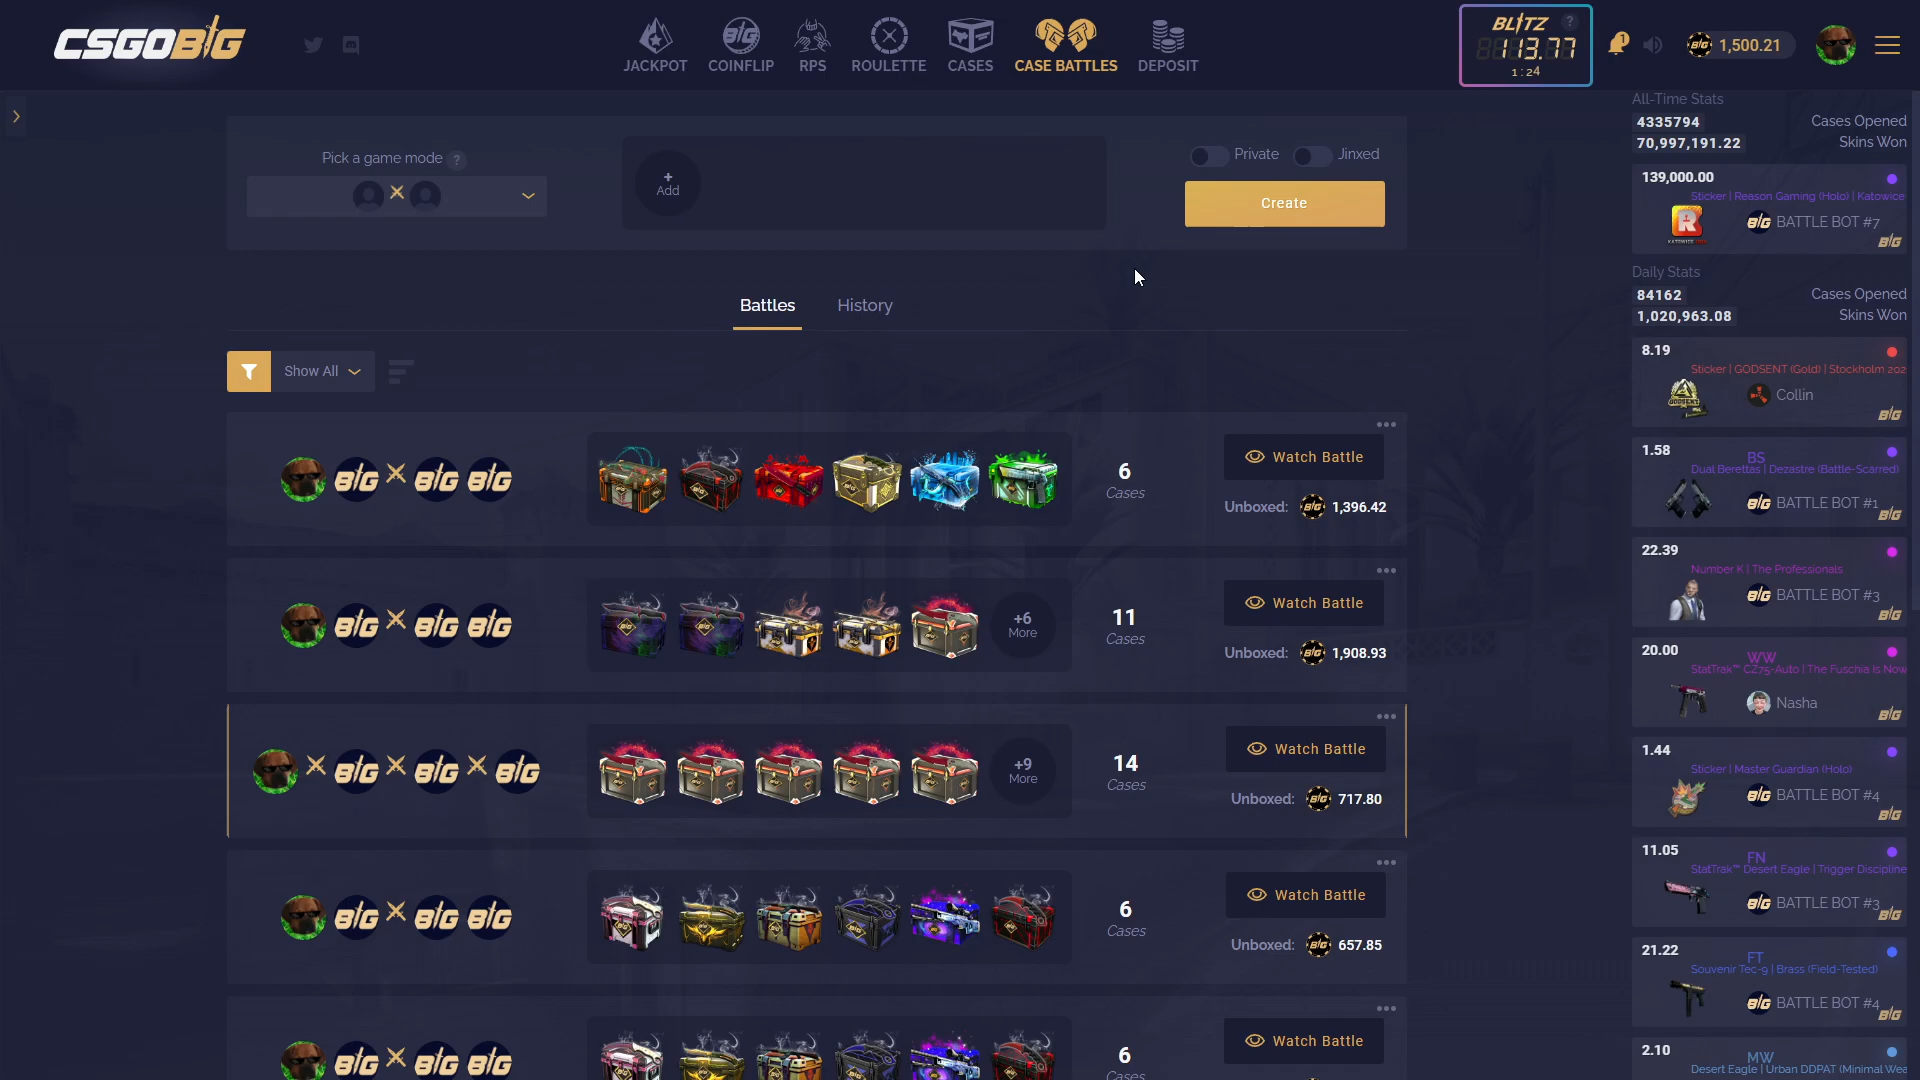 CSGOBIG
JACKPOT
COINFLIP
RPS
ROULETTE
CASES
CASE BATTLES
DEPOSIT
BLITZ
?
113.77
1:24
1
1,500.21
Pick a game mode ?
+
Add
Private
Jinxed
Create
Battles
History
Show All
6
Cases
Watch Battle
Unboxed: 1,396.42
+6
More
11
Cases
Watch Battle
Unboxed: 1,908.93
+9
More
14
Cases
Watch Battle
Unboxed: 717.80
6
Cases
Watch Battle
Unboxed: 657.85
6
Cases
Watch Battle
All-Time Stats
4335794 Cases Opened
70,997,191.22 Skins Won
139,000.00
Sticker | Reason Gaming (Holo) | Katowice
BATTLE BOT #7
Daily Stats
84162 Cases Opened
1,020,963.08 Skins Won
8.19
Sticker | GODSENT (Gold) | Stockholm 202
Collin
1.58
BS
Dual Berettas | Dezastre (Battle-Scarred)
BATTLE BOT #1
22.39
Number K | The Professionals
BATTLE BOT #3
20.00
WW
StatTrak™ CZ75-Auto | The Fuschia Is Now
Nasha
1.44
Sticker | Master Guardian (Holo)
BATTLE BOT #4
11.05
FN
StatTrak™ Desert Eagle | Trigger Discipline
BATTLE BOT #3
21.22
FT
Souvenir Tec-9 | Brass (Field-Tested)
BATTLE BOT #4
2.10
MW
Desert Eagle | Urban DDPAT (Minimal Wea